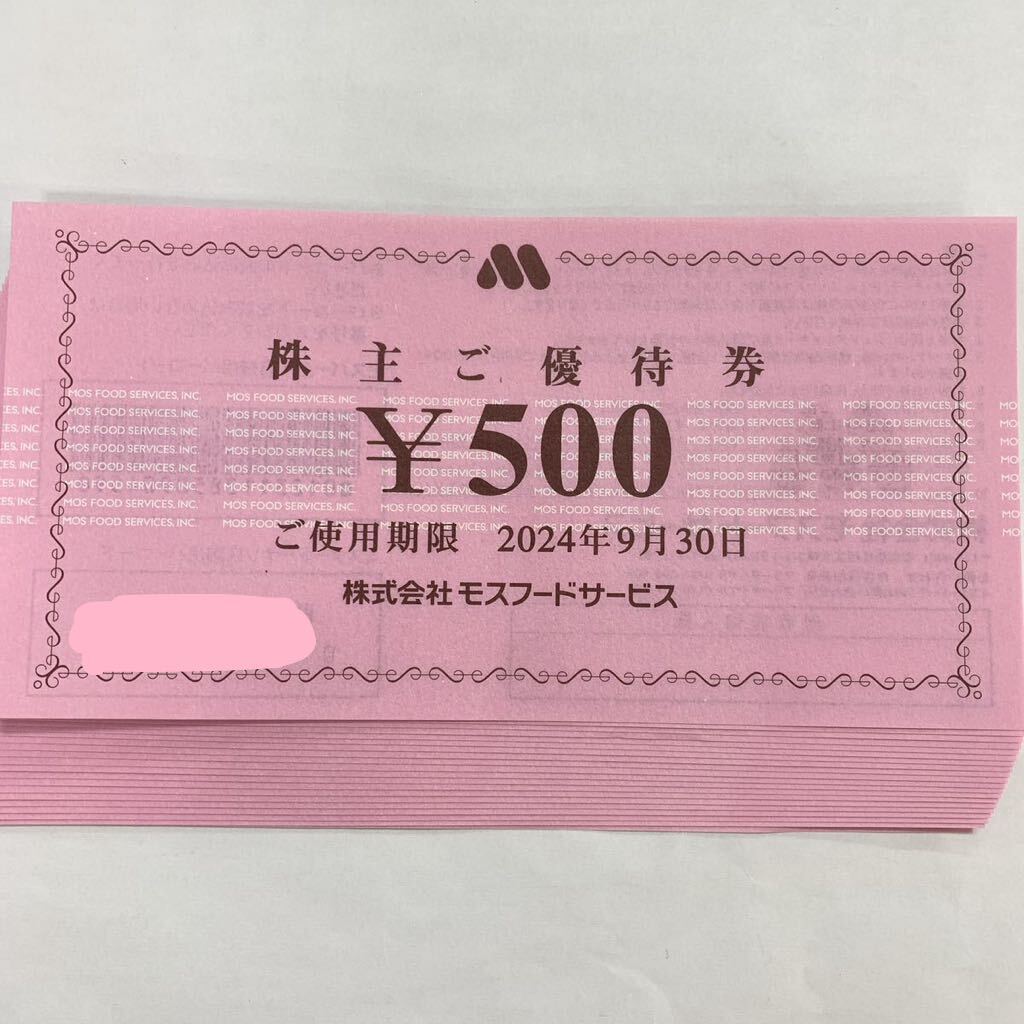 株主ご優待券
MOS FOOD SERVICES, INC.
¥500
ご使用期限 2024年9月30日
株式会社 モスフードサービス